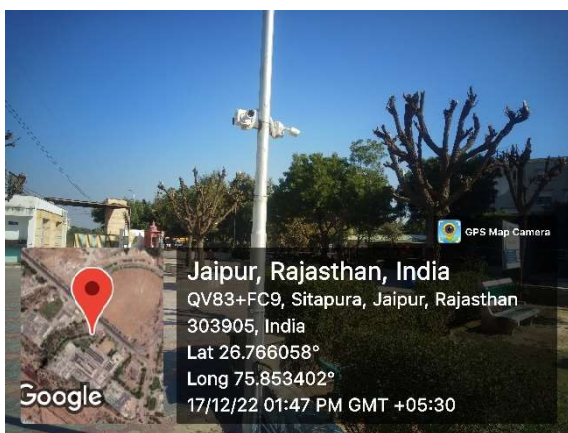 GPS Map Camera
Jaipur, Rajasthan, India
QV83+FC9, Sitapura, Jaipur, Rajasthan
303905, India
Lat 26.766058°
Long 75.853402°
17/12/22 01:47 PM GMT +05:30
Google